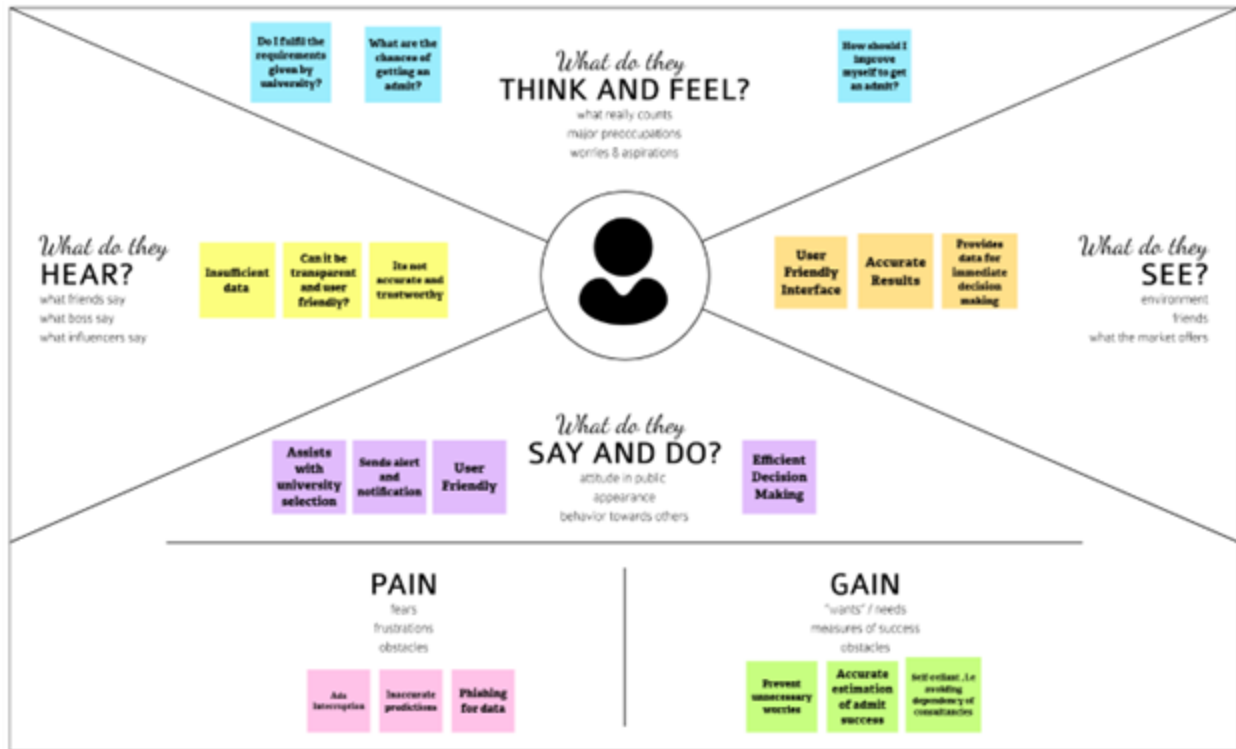 Do I fulfil the
requirements
given by
university?
What are the
chances of
getting an
admit?
What do they
THINK AND FEEL?
what really counts
major preoccupations
worries & aspirations
How should I
improve
myself to get
an admit?
What do they
HEAR?
what friends say
what boss say
what influencers say
Insufficient
data
Can it be
transparent
and user
friendly?
Its not
accurate and
trustworthy
User
Friendly
Interface
Accurate
Results
Provides
data for
immediate
decision
making
What do they
SEE?
environment
friends
what the market offers
Assists
with
university
selection
Sends alert
and
notification
User
Friendly
What do they
SAY AND DO?
attitude in public
appearance
behavior towards others
Efficient
Decision
Making
PAIN
fears
frustrations
obstacles
Ads
Interruption
Inaccurate
predictions
Phishing
for data
GAIN
"wants" / needs
measures of success
obstacles
Prevent
unnecessary
worries
Accurate
estimation
of admit
success
avoiding
dependency of
consultancies